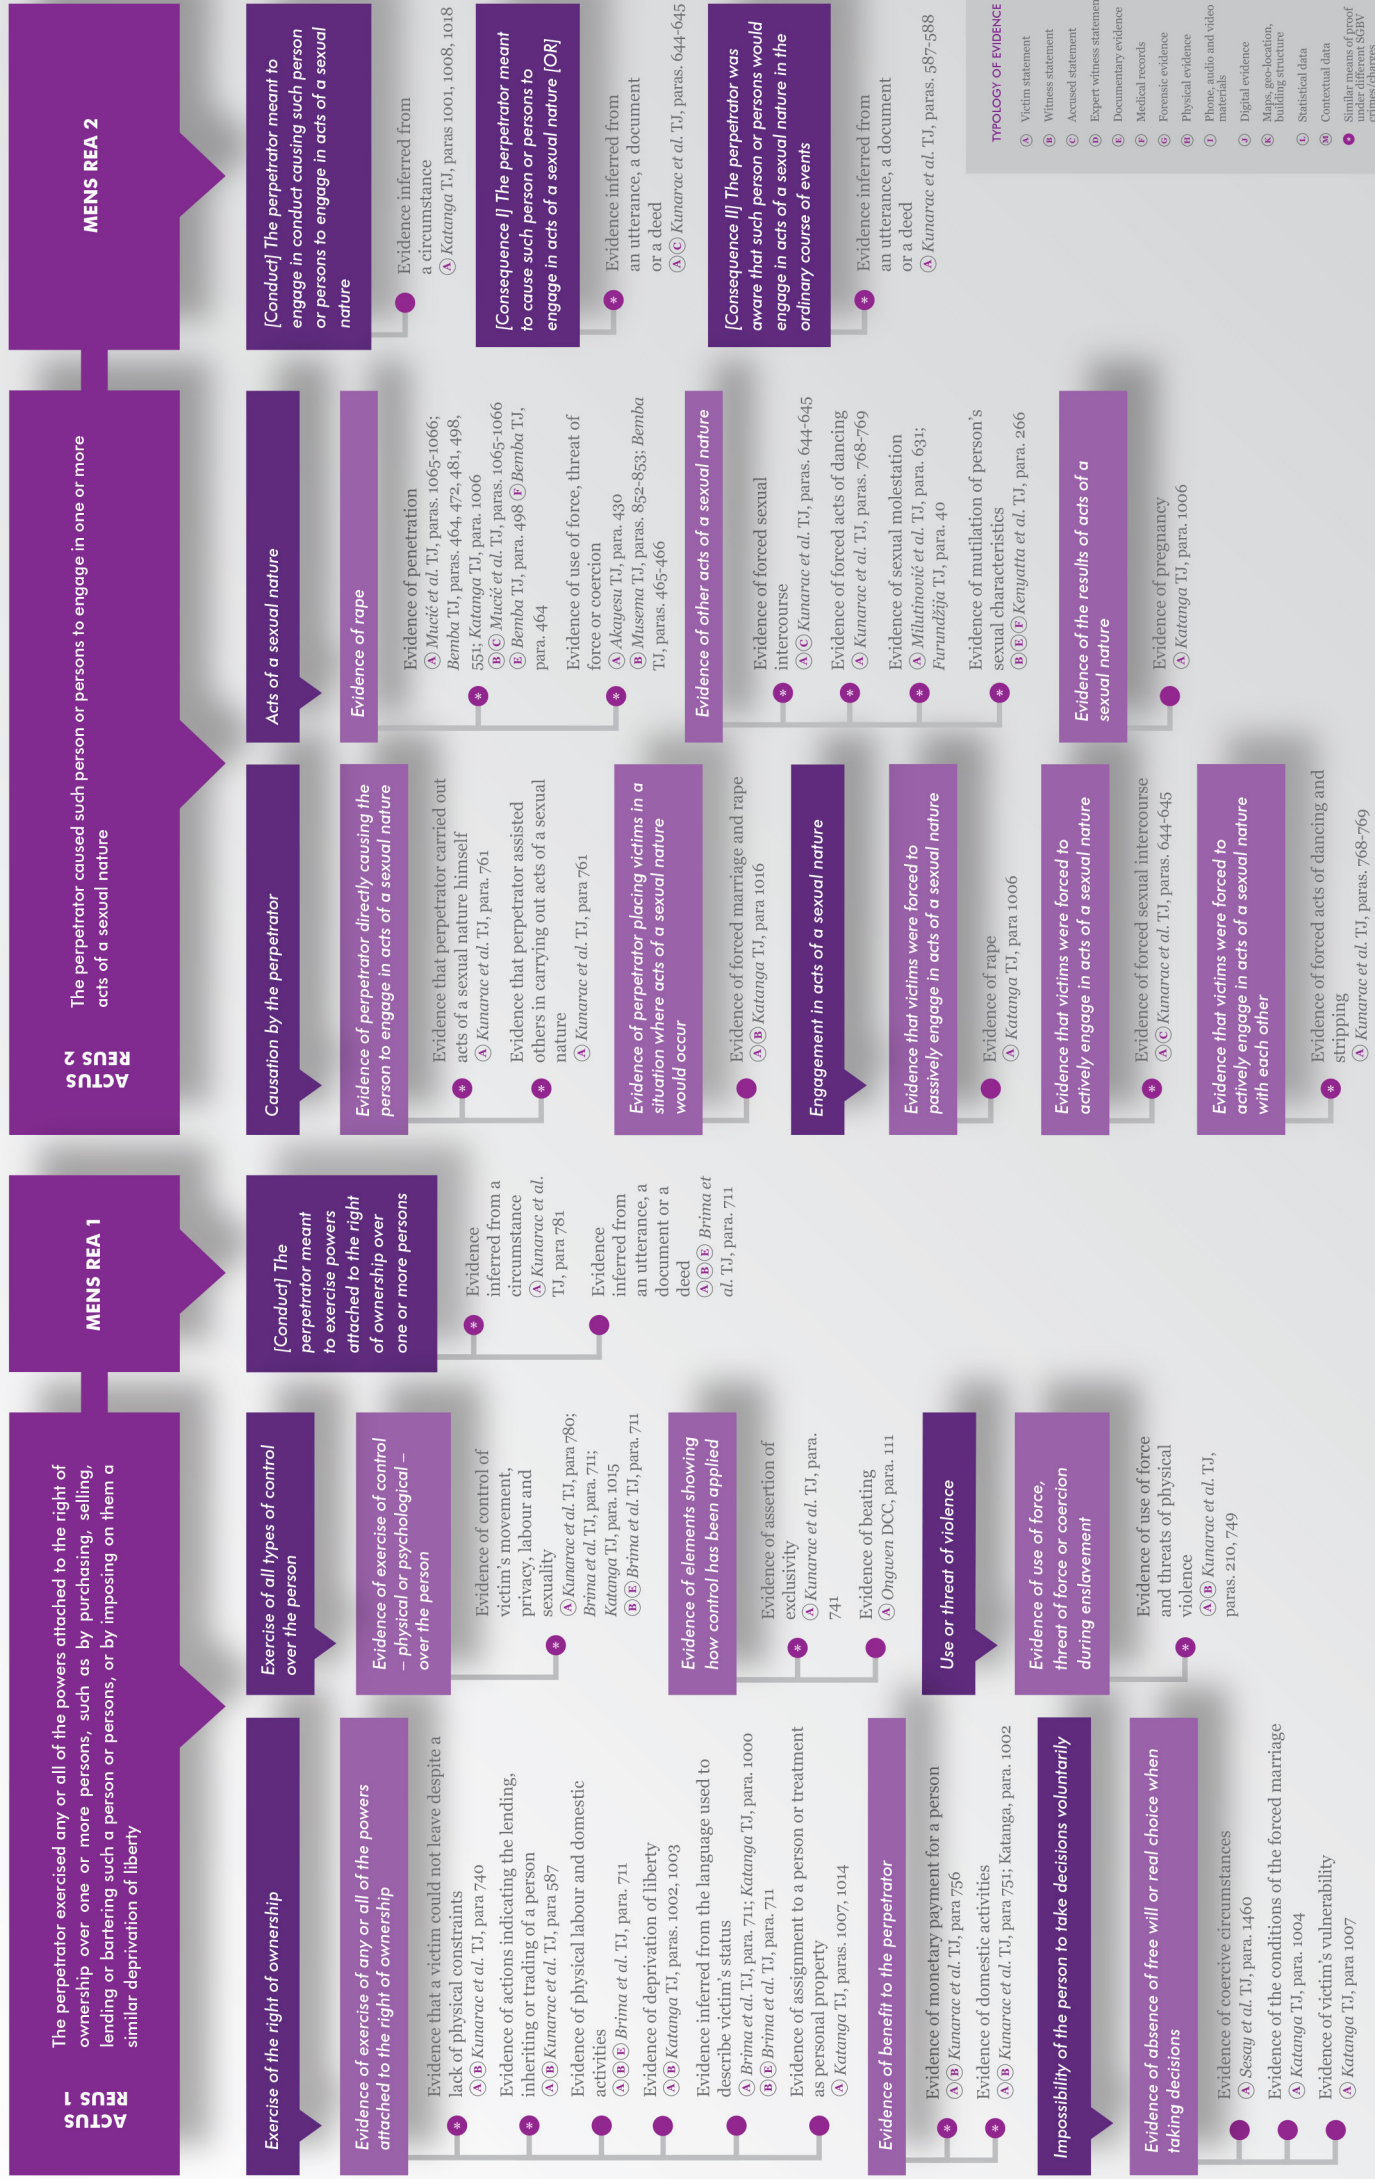 ACTUS
REUS 1
The perpetrator exercised any or all of the powers attached to the right of
ownership over one or more persons, such as by purchasing, selling,
lending or bartering such a person or persons, or by imposing on them a
similar deprivation of liberty
Exercise of the right of ownership
Evidence of exercise of any or all of the powers
attached to the right of ownership
Evidence that a victim could not leave despite a
lack of physical constraints
A B Kunarac et al. TJ, para 740
Evidence of actions indicating the lending,
inheriting or trading of a person
A B Kunarac et al. TJ, para 587
Evidence of physical labour and domestic
activities
A B E Brima et al. TJ, para. 711
Evidence of deprivation of liberty
A B Katanga TJ, paras. 1002, 1003
Evidence inferred from the language used to
describe victim's status
A Brima et al. TJ, para. 711; Katanga TJ, para. 1000
B E Brima et al. TJ, para. 711
Evidence of assignment to a person or treatment
as personal property
A Katanga TJ, paras. 1007, 1014
Evidence of benefit to the perpetrator
Evidence of monetary payment for a person
A B Kunarac et al. TJ, para 756
Evidence of domestic activities
A B Kunarac et al. TJ, para 751; Katanga, para. 1002
Impossibility of the person to take decisions voluntarily
Evidence of absence of free will or real choice when
taking decisions
Evidence of coercive circumstances
A Sesay et al. TJ, para. 1460
Evidence of the conditions of the forced marriage
A Katanga TJ, para. 1004
Evidence of victim's vulnerability
A Katanga TJ, para 1007
Exercise of all types of control
over the person
Evidence of exercise of control
– physical or psychological –
over the person
Evidence of control of
victim's movement,
privacy, labour and
sexuality
A Kunarac et al. TJ, para 780;
Brima et al. TJ, para. 711;
Katanga TJ, para. 1015
B E Brima et al. TJ, para. 711
Evidence of elements showing
how control has been applied
Evidence of assertion of
exclusivity
A Kunarac et al. TJ, para.
741
Evidence of beating
A Ongwen DCC, para. 111
Use or threat of violence
Evidence of use of force,
threat of force or coercion
during enslavement
Evidence of use of force
and threats of physical
violence
A B Kunarac et al. TJ,
paras. 210, 749
MENS REA 1
[Conduct] The
perpetrator meant
to exercise powers
attached to the right
of ownership over
one or more persons
Evidence
inferred from a
circumstance
A Kunarac et al.
TJ, para 781
Evidence
inferred from
an utterance, a
document or a
deed
A B E Brima et
al. TJ, para. 711
ACTUS
REUS 2
The perpetrator caused such person or persons to engage in one or more
acts of a sexual nature
Causation by the perpetrator
Evidence of perpetrator directly causing the
person to engage in acts of a sexual nature
Evidence that perpetrator carried out
acts of a sexual nature himself
A Kunarac et al. TJ, para. 761
Evidence that perpetrator assisted
others in carrying out acts of a sexual
nature
A Kunarac et al. TJ, para 761
Evidence of perpetrator placing victims in a
situation where acts of a sexual nature
would occur
Evidence of forced marriage and rape
A B Katanga TJ, para 1016
Engagement in acts of a sexual nature
Evidence that victims were forced to
passively engage in acts of a sexual nature
Evidence of rape
A Katanga TJ, para 1006
Evidence that victims were forced to
actively engage in acts of a sexual nature
Evidence of forced sexual intercourse
A C Kunarac et al. TJ, paras. 644-645
Evidence that victims were forced to
actively engage in acts of a sexual nature
with each other
Evidence of forced acts of dancing and
stripping
A Kunarac et al. TJ, paras. 768-769
Acts of a sexual nature
Evidence of rape
Evidence of penetration
A Mucić et al. TJ, paras. 1065-1066;
Bemba TJ, paras. 464, 472, 481, 498,
551; Katanga TJ, para. 1006
B C Mucić et al. TJ, paras. 1065-1066
E Bemba TJ, para. 498 F Bemba TJ,
para. 464
Evidence of use of force, threat of
force or coercion
A Akayesu TJ, para. 430
B Musema TJ, paras. 852-853; Bemba
TJ, paras. 465-466
Evidence of other acts of a sexual nature
Evidence of forced sexual
intercourse
A C Kunarac et al. TJ, paras. 644-645
Evidence of forced acts of dancing
A Kunarac et al. TJ, paras. 768-769
Evidence of sexual molestation
A Milutinović et al. TJ, para. 631;
Furundžija TJ, para. 40
Evidence of mutilation of person's
sexual characteristics
B E F Kenyatta et al. TJ, para. 266
Evidence of the results of acts of a
sexual nature
Evidence of pregnancy
A Katanga TJ, para. 1006
MENS REA 2
[Conduct] The perpetrator meant to
engage in conduct causing such person
or persons to engage in acts of a sexual
nature
Evidence inferred from
a circumstance
A Katanga TJ, paras 1001, 1008, 1018
[Consequence I] The perpetrator meant
to cause such person or persons to
engage in acts of a sexual nature [OR]
Evidence inferred from
an utterance, a document
or a deed
A C Kunarac et al. TJ, paras. 644-645
[Consequence II] The perpetrator was
aware that such person or persons would
engage in acts of a sexual nature in the
ordinary course of events
Evidence inferred from
an utterance, a document
or a deed
A Kunarac et al. TJ, paras. 587-588
TYPOLOGY OF EVIDENCE
A Victim statement
B Witness statement
C Accused statement
D Expert witness statement
E Documentary evidence
F Medical records
G Forensic evidence
H Physical evidence
I Phone, audio and video
materials
J Digital evidence
K Maps, geo-location,
building structure
L Statistical data
M Contextual data
* Similar means of proof
under different SGBV
crimes/charges